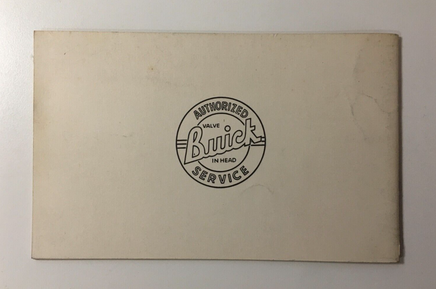 AUTHORIZED
VALVE
Buick
IN HEAD
SERVICE